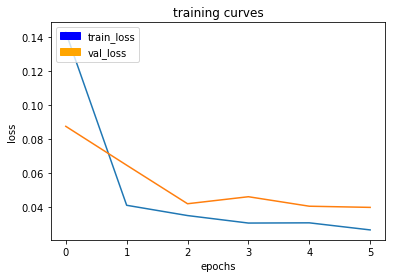 training curves
train_loss
val_loss
0.14
0.12
0.10
0.08
0.06
0.04
loss
0 1 2 3 4 5
epochs